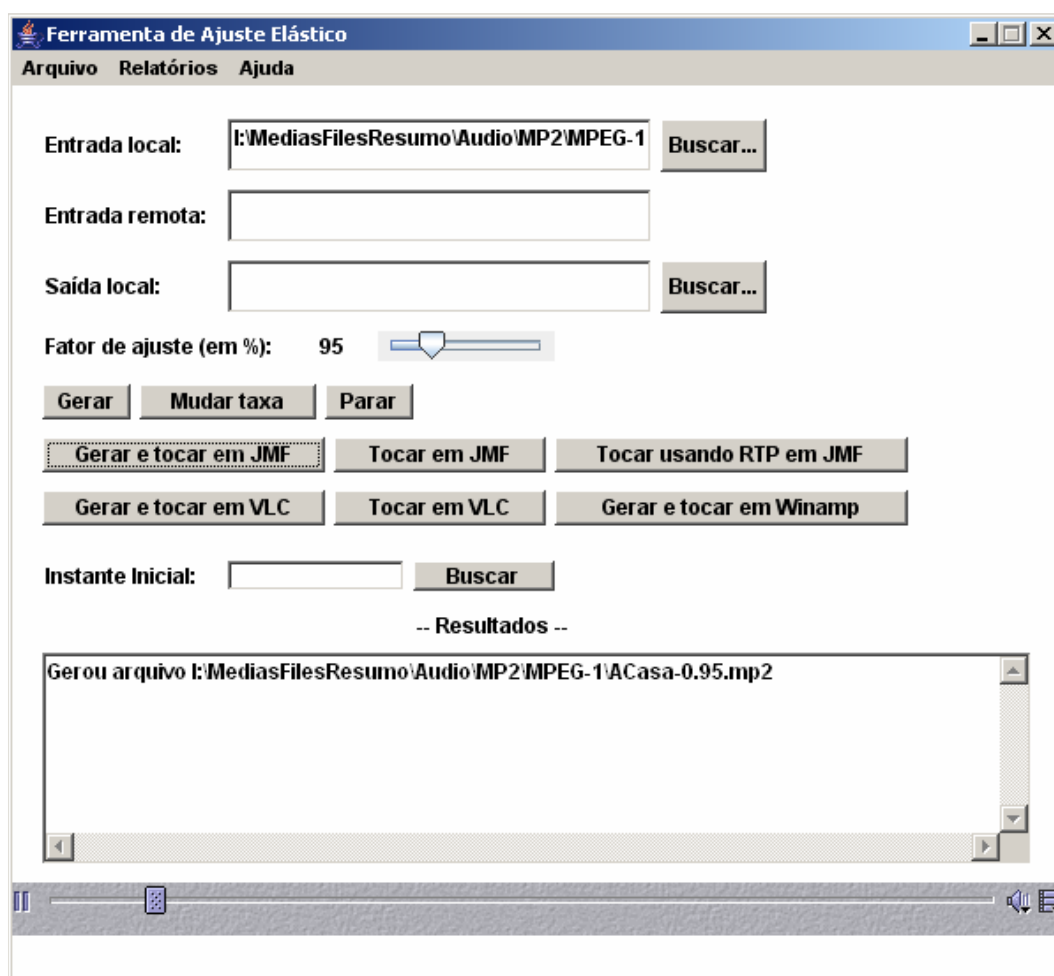 Ferramenta de Ajuste Elástico
Arquivo Relatórios Ajuda
Entrada local: I:\MediasFilesResumo\Audio\MP2\MPEG-1 Buscar...
Entrada remota:
Saída local: Buscar...
Fator de ajuste (em %): 95
Gerar Mudar taxa Parar
Gerar e tocar em JMF Tocar em JMF Tocar usando RTP em JMF
Gerar e tocar em VLC Tocar em VLC Gerar e tocar em Winamp
Instante Inicial: Buscar
-- Resultados --
Gerou arquivo I:\MediasFilesResumo\Audio\MP2\MPEG-1\ACasa-0.95.mp2